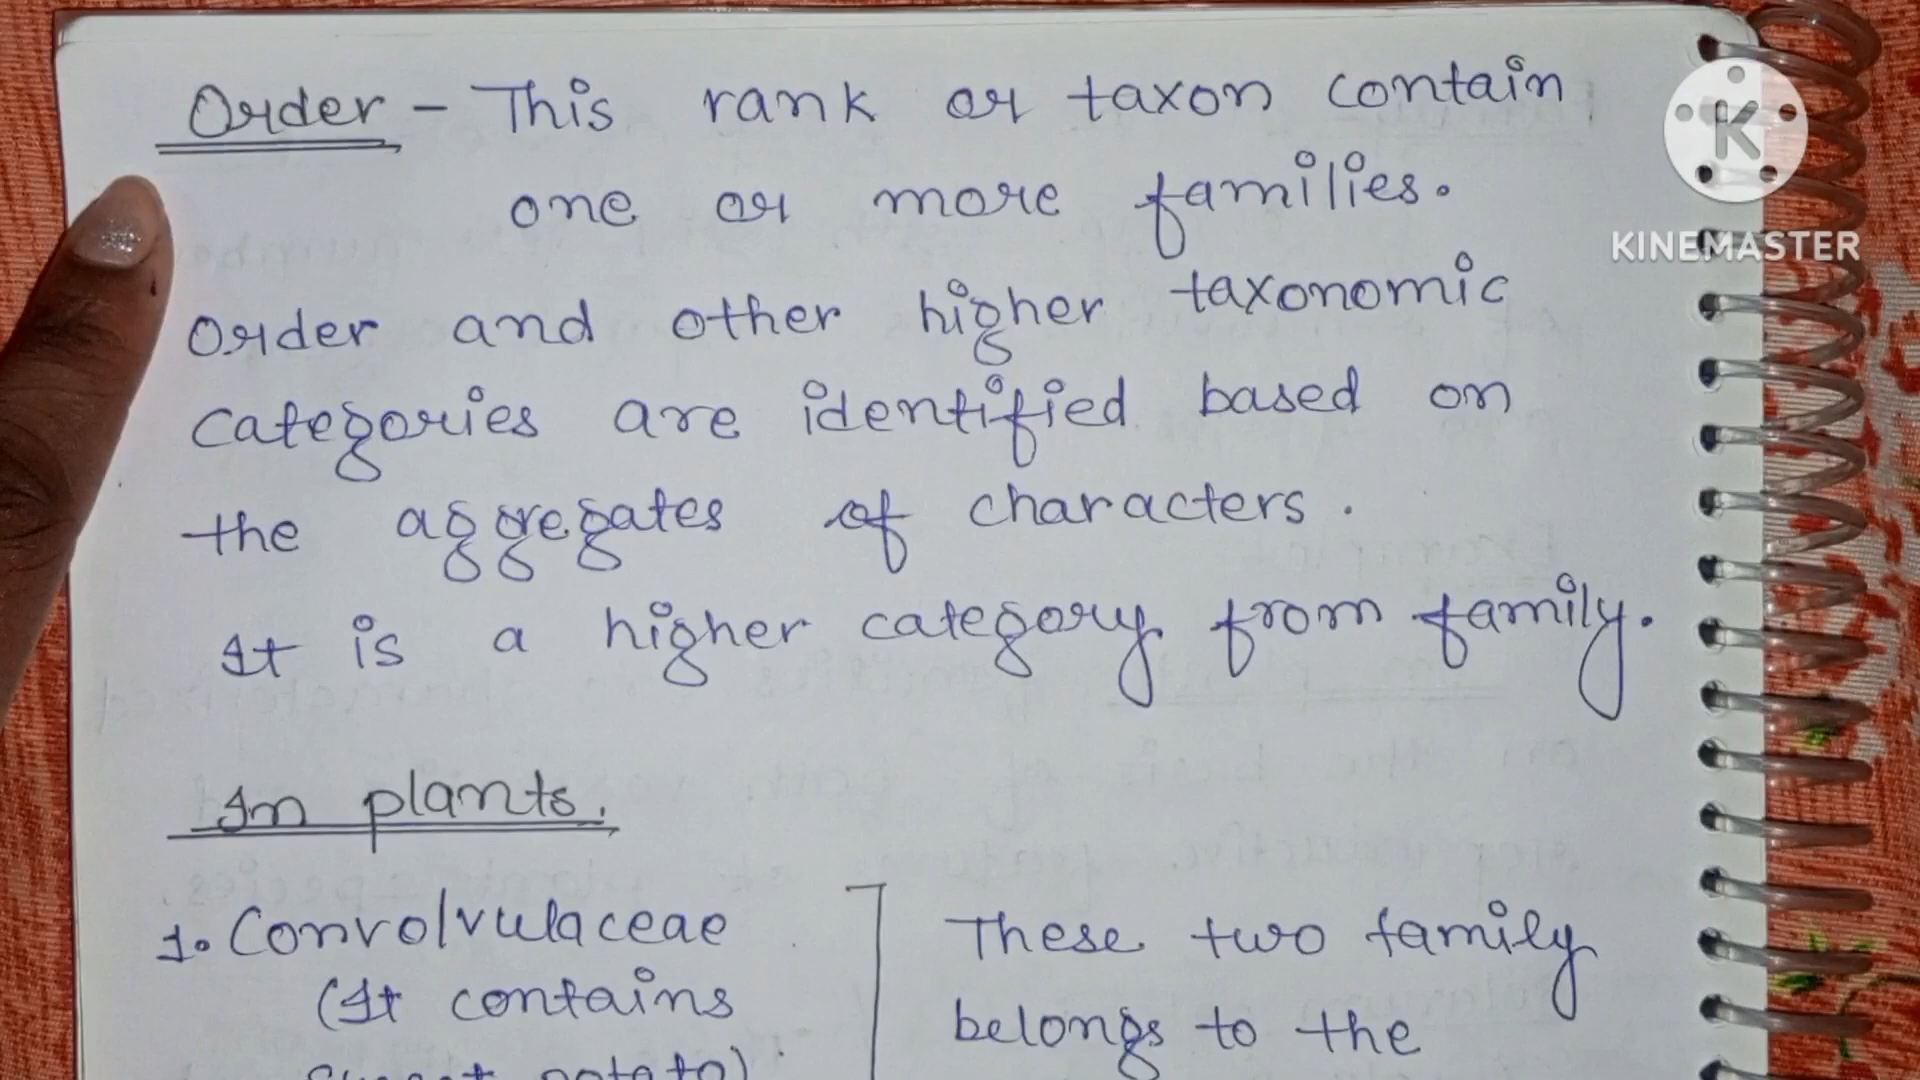 Order - This rank or taxon contain
one or more families.
Order and other higher taxonomic
categories are identified based on
the aggregates of characters.
It is a higher category from family.
In plants.
1. Convolvulaceae
(It contains
sweet potato)
These two family
belongs to the
K
KINEMASTER